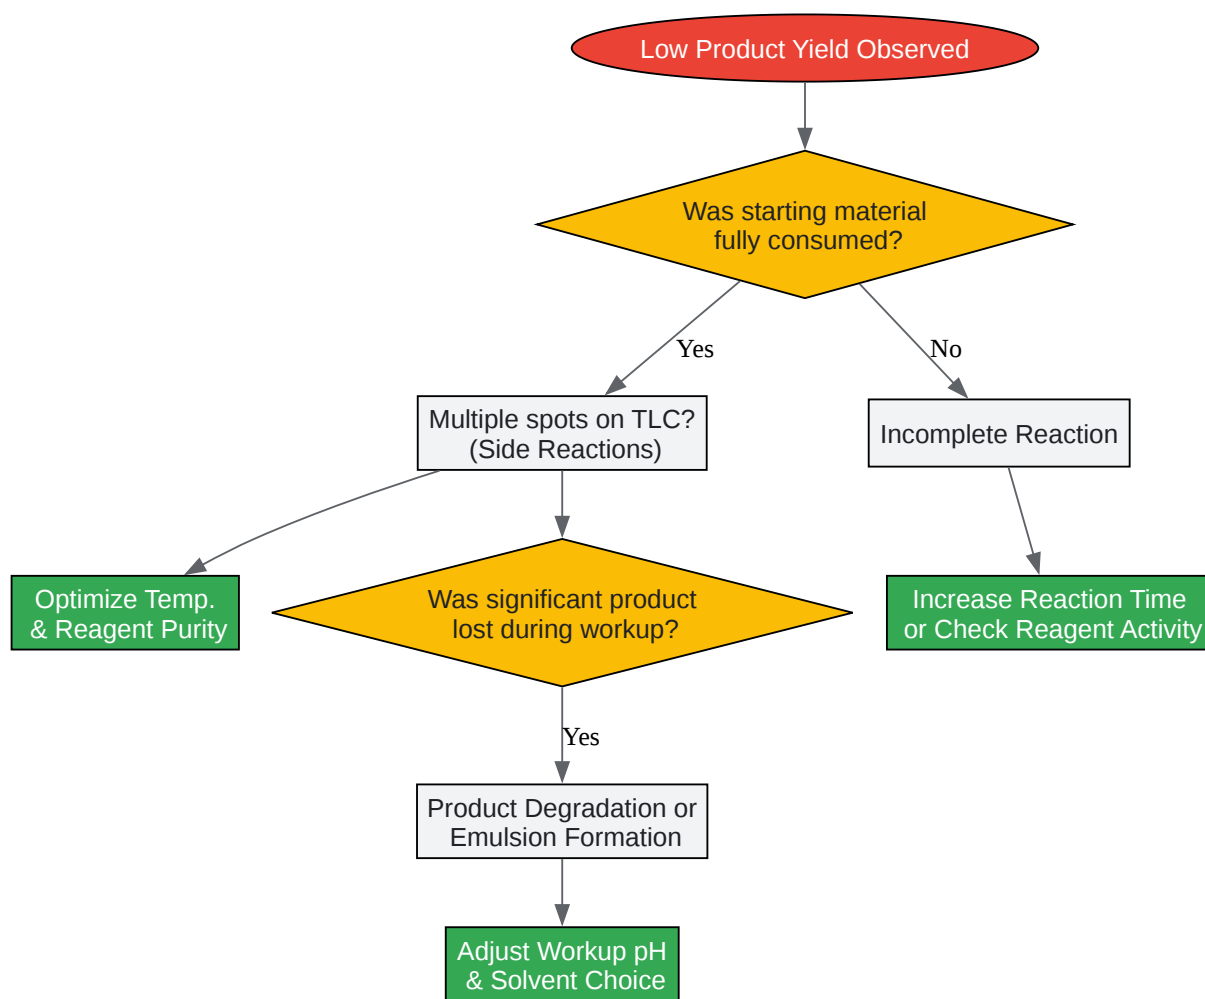 Low Product Yield Observed
Was starting material
fully consumed?
Yes
No
Multiple spots on TLC?
(Side Reactions)
Incomplete Reaction
Optimize Temp.
& Reagent Purity
Was significant product
lost during workup?
Increase Reaction Time
or Check Reagent Activity
Yes
Product Degradation or
Emulsion Formation
Adjust Workup pH
& Solvent Choice